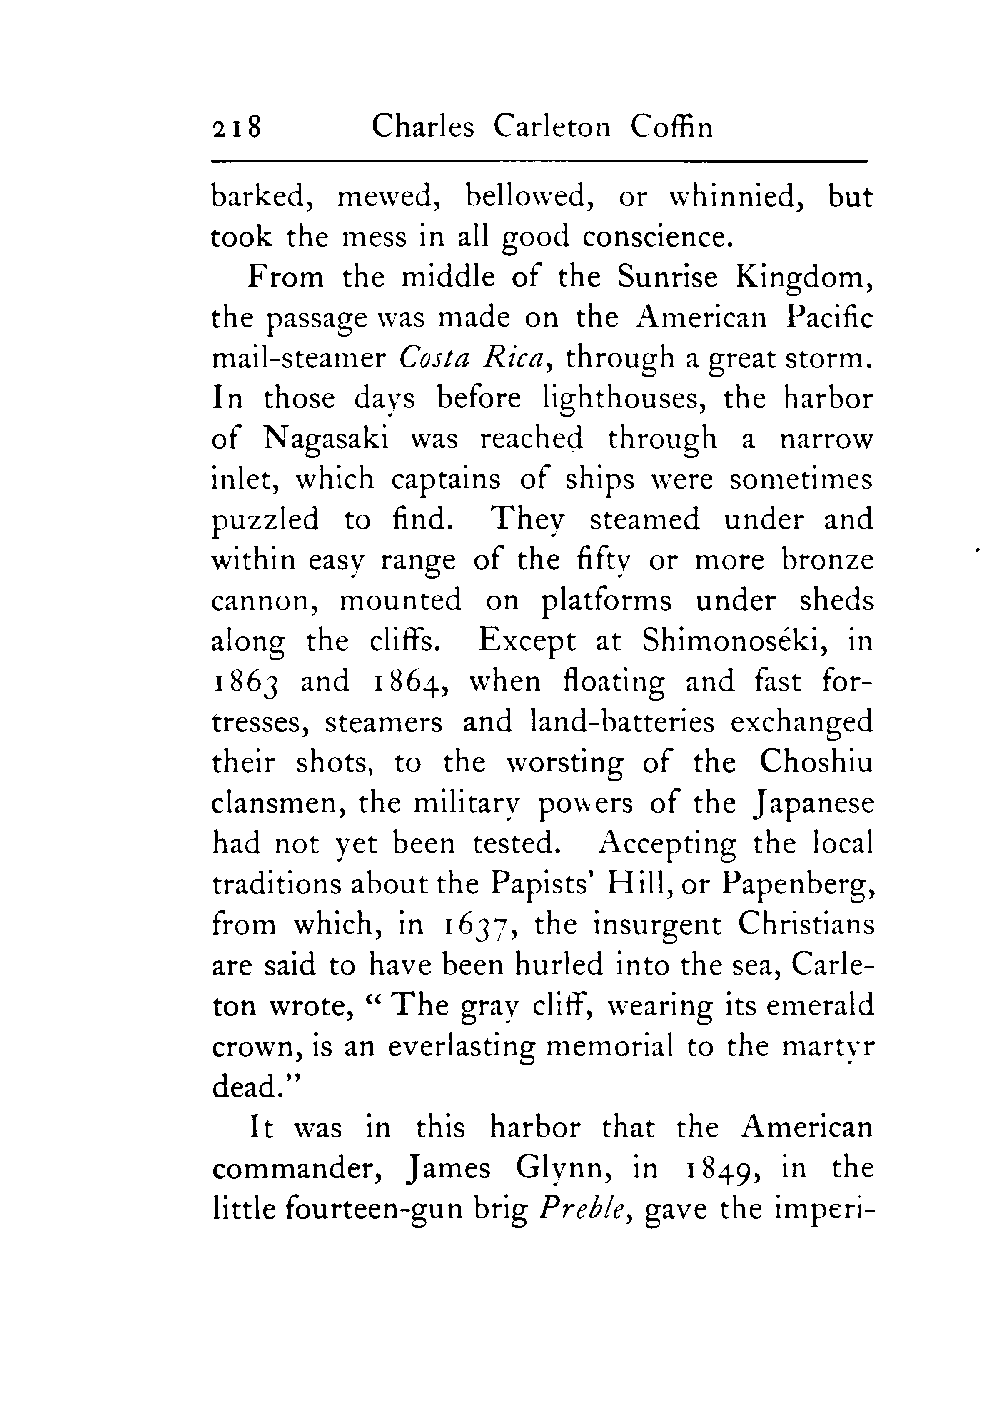 218 Charles Carleton Coffin
barked, mewed, bellowed, or whinnied, but
took the mess in all good conscience.
From the middle of the Sunrise Kingdom,
the passage was made on the American Pacific
mail-steamer Costa Rica, through a great storm.
In those days before lighthouses, the harbor
of Nagasaki was reached through a narrow
inlet, which captains of ships were sometimes
puzzled to find. They steamed under and
within easy range of the fifty or more bronze
cannon, mounted on platforms under sheds
along the cliffs. Except at Shimonoséki, in
1863 and 1864, when floating and fast for-
tresses, steamers and land-batteries exchanged
their shots, to the worsting of the Choshiu
clansmen, the military powers of the Japanese
had not yet been tested. Accepting the local
traditions about the Papists' Hill, or Papenberg,
from which, in 1637, the insurgent Christians
are said to have been hurled into the sea, Carle-
ton wrote, “ The gray cliff, wearing its emerald
crown, is an everlasting memorial to the martyr
dead.”
It was in this harbor that the American
commander, James Glynn, in 1849, in the
little fourteen-gun brig Preble, gave the imperi-